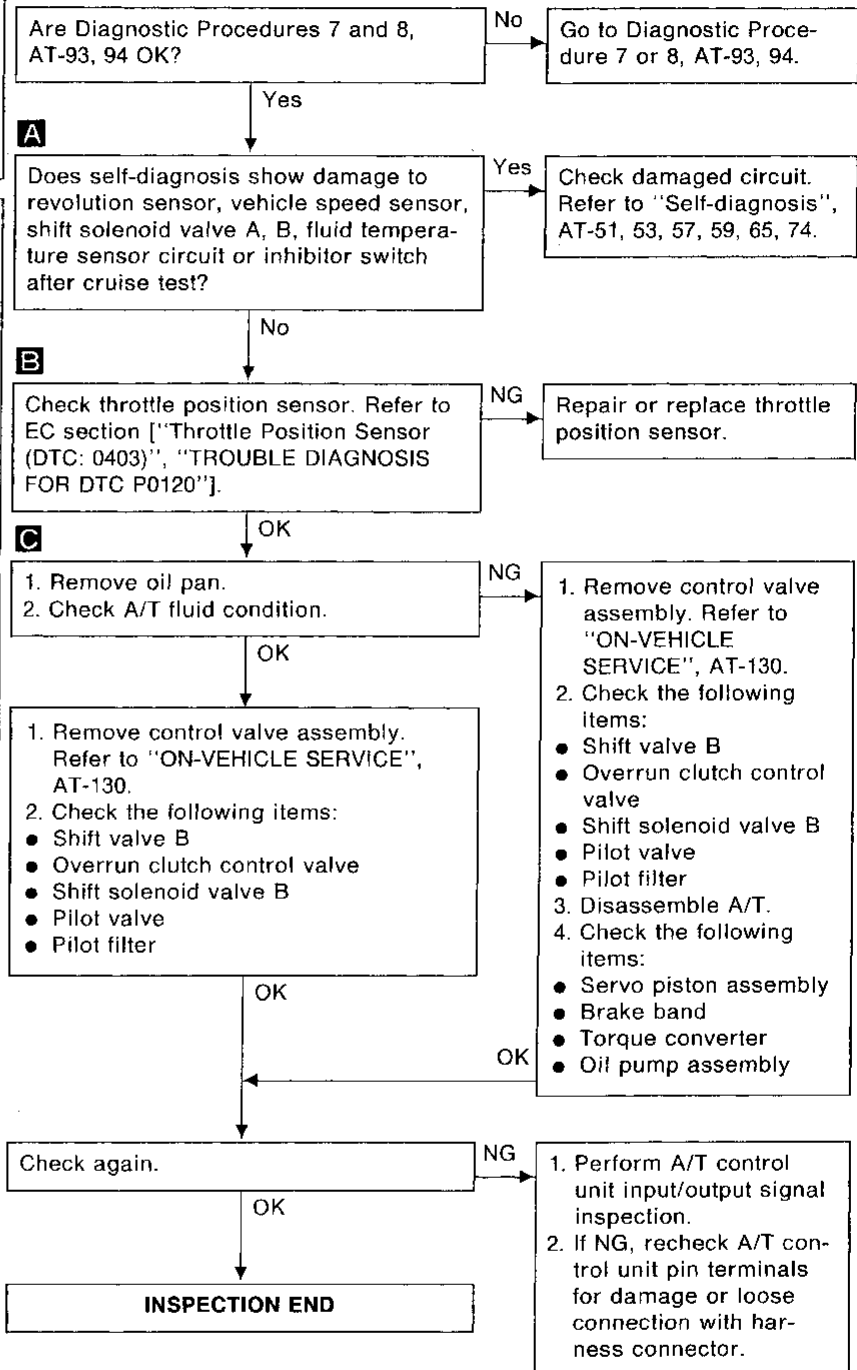 Are Diagnostic Procedures 7 and 8,
AT-93, 94 OK?
No
Go to Diagnostic Proce-
dure 7 or 8, AT-93, 94.
Yes
A
Does self-diagnosis show damage to
revolution sensor, vehicle speed sensor,
shift solenoid valve A, B, fluid tempera-
ture sensor circuit or inhibitor switch
after cruise test?
Yes
Check damaged circuit.
Refer to "Self-diagnosis",
AT-51, 53, 57, 59, 65, 74.
No
B
Check throttle position sensor. Refer to
EC section ["Throttle Position Sensor
(DTC: 0403)", "TROUBLE DIAGNOSIS
FOR DTC P0120"].
NG
Repair or replace throttle
position sensor.
OK
C
1. Remove oil pan.
2. Check A/T fluid condition.
NG
1. Remove control valve
assembly. Refer to
"ON-VEHICLE
SERVICE", AT-130.
2. Check the following
items:
● Shift valve B
● Overrun clutch control
valve
● Shift solenoid valve B
● Pilot valve
● Pilot filter
3. Disassemble A/T.
4. Check the following
items:
● Servo piston assembly
● Brake band
● Torque converter
● Oil pump assembly
OK
1. Remove control valve assembly.
Refer to "ON-VEHICLE SERVICE",
AT-130.
2. Check the following items:
● Shift valve B
● Overrun clutch control valve
● Shift solenoid valve B
● Pilot valve
● Pilot filter
OK
OK
Check again.
NG
1. Perform A/T control
unit input/output signal
inspection.
2. If NG, recheck A/T con-
trol unit pin terminals
for damage or loose
connection with har-
ness connector.
OK
INSPECTION END